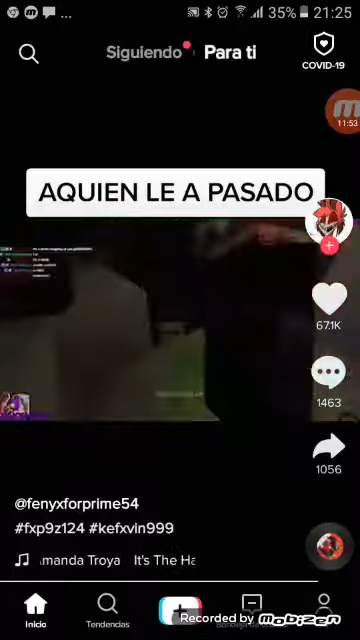 ... 35% 21:25
Siguiendo Para ti
COVID-19
11:53
AQUIEN LE A PASADO
67.1K
1463
1056
@fenyxforprime54
#fxp9z124 #kefxvin999
manda Troya It's The Ha
Inicio
Tendencias
Recorded by mobizen